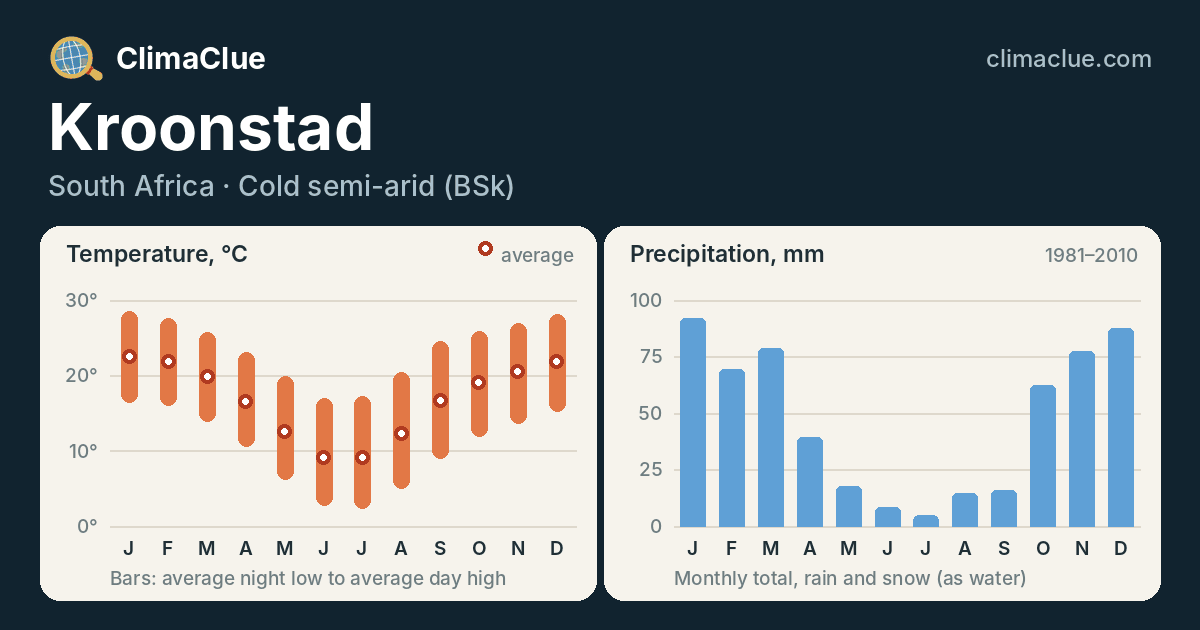 ClimaClue
climaclue.com
Kroonstad
South Africa · Cold semi-arid (BSk)
Temperature, °C
average
30°
20°
10°
0°
J F M A M J J A S O N D
Bars: average night low to average day high
Precipitation, mm
1981–2010
100
75
50
25
0
J F M A M J J A S O N D
Monthly total, rain and snow (as water)